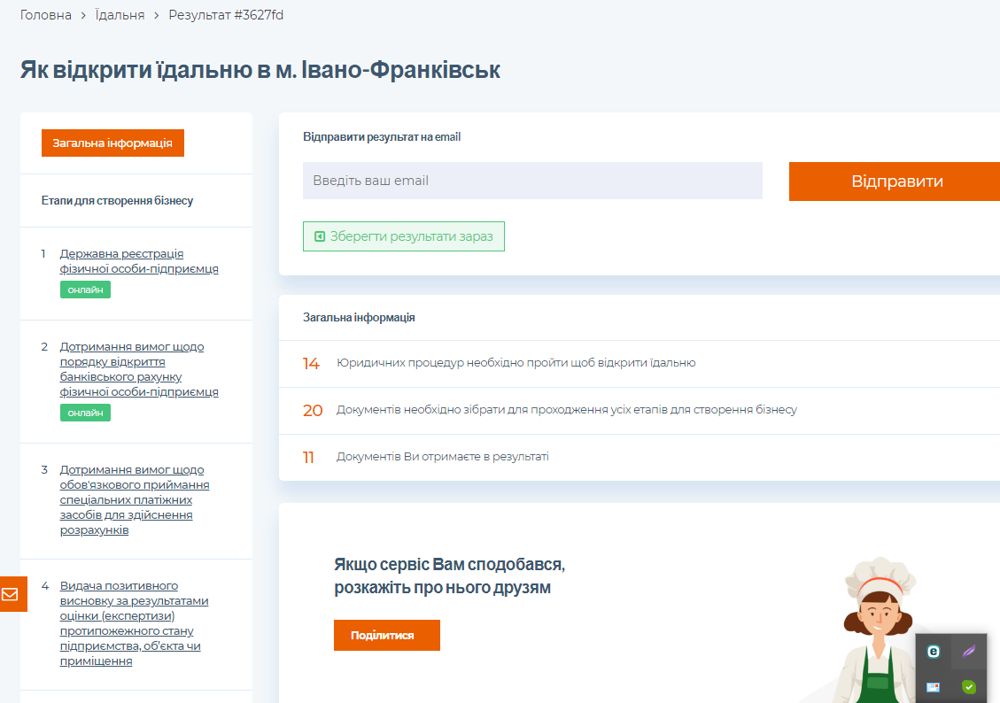 Головна > Їдальня > Результат #3627fd
Як відкрити їдальню в м. Івано-Франківськ
Загальна інформація
Етапи для створення бізнесу
1 Державна реєстрація
фізичної особи-підприємця
онлайн
2 Дотримання вимог щодо
порядку відкриття
банківського рахунку
фізичної особи-підприємця
онлайн
3 Дотримання вимог щодо
обов'язкового приймання
спеціальних платіжних
засобів для здійснення
розрахунків
4 Видача позитивного
висновку за результатами
оцінки (експертизи)
протипожежного стану
підприємства, об'єкта чи
приміщення
Відправити результат на email
Введіть ваш email
Відправити
Зберегти результати зараз
Загальна інформація
14 Юридичних процедур необхідно пройти щоб відкрити їдальню
20 Документів необхідно зібрати для проходження усіх етапів для створення бізнесу
11 Документів Ви отримаєте в результаті
Якщо сервіс Вам сподобався,
розкажіть про нього друзям
Поділитися